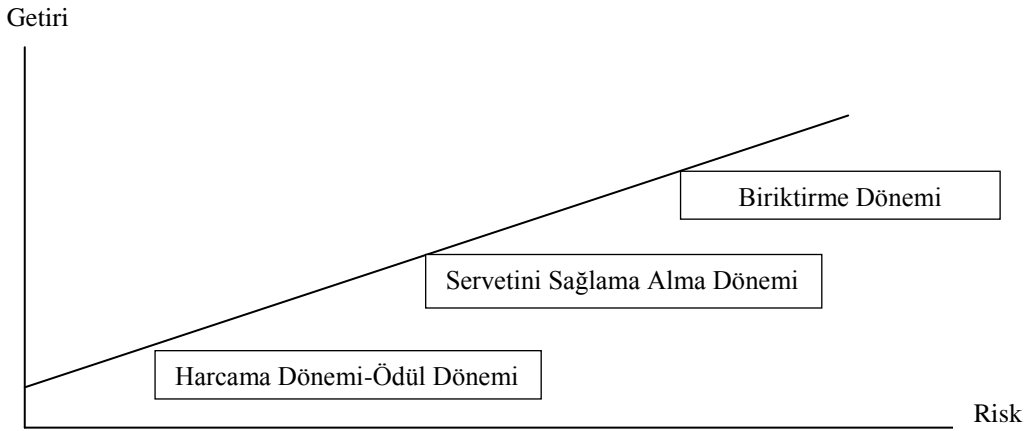 Getiri
Biriktirme Dönemi
Servetini Sağlama Alma Dönemi
Harcama Dönemi-Ödül Dönemi
Risk